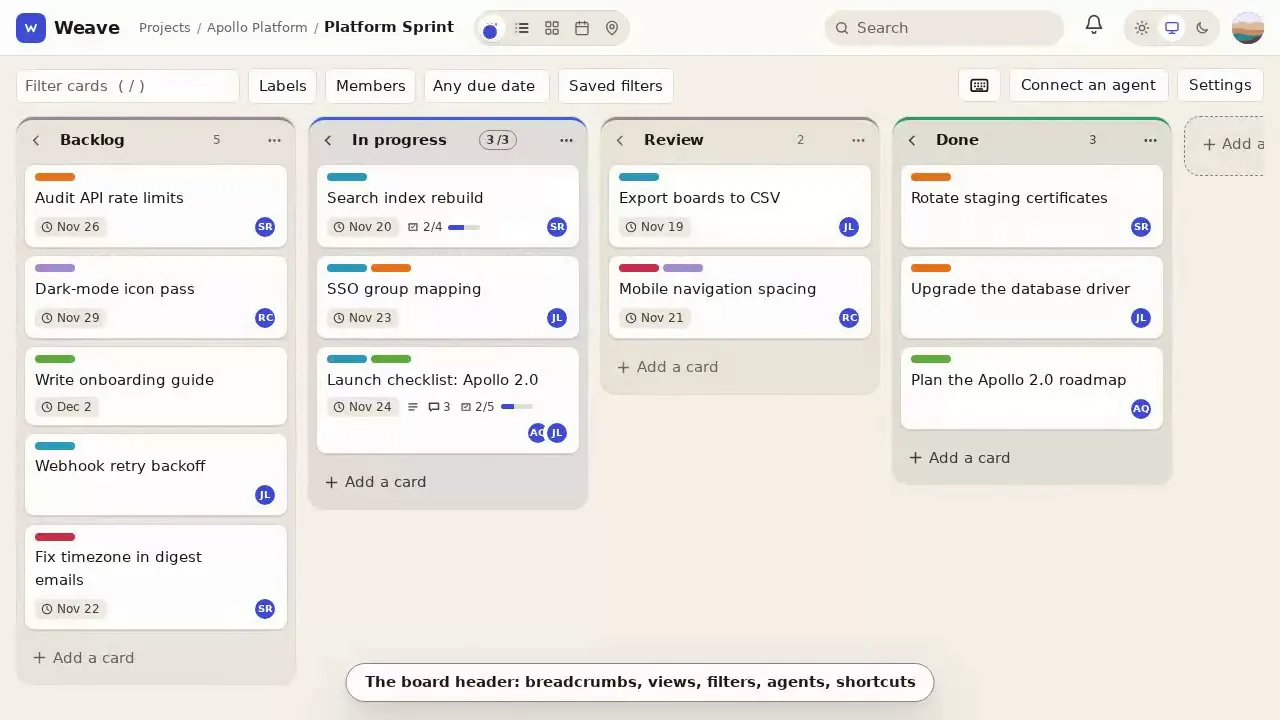 Weave
Projects / Apollo Platform / Platform Sprint
Search
Filter cards ( / )
Labels
Members
Any due date
Saved filters
Connect an agent
Settings
Backlog 5
Audit API rate limits
Nov 26 SR
Dark-mode icon pass
Nov 29 RC
Write onboarding guide
Dec 2
Webhook retry backoff
JL
Fix timezone in digest
emails
Nov 22 SR
+ Add a card
In progress 3/3
Search index rebuild
Nov 20 2/4 SR
SSO group mapping
Nov 23 JL
Launch checklist: Apollo 2.0
Nov 24 3 2/5
AQ JL
+ Add a card
Review 2
Export boards to CSV
Nov 19 JL
Mobile navigation spacing
Nov 21 RC
+ Add a card
Done 3
Rotate staging certificates
SR
Upgrade the database driver
JL
Plan the Apollo 2.0 roadmap
AQ
+ Add a card
+ Add a
The board header: breadcrumbs, views, filters, agents, shortcuts